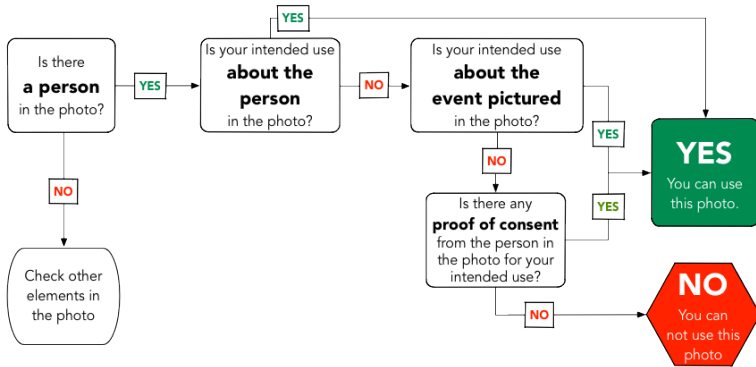 YES
Is there
a person
in the photo?
YES
Is your intended use
about the
person
in the photo?
NO
Is your intended use
about the
event pictured
in the photo?
YES
YES
You can use
this photo.
NO
NO
YES
Is there any
proof of consent
from the person in
the photo for your
intended use?
Check other
elements in
the photo
NO
NO
You can
not use this
photo